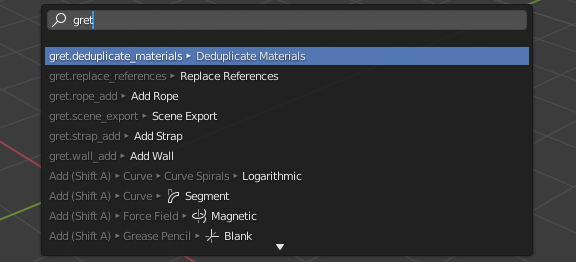 gret
gret.deduplicate_materials ▸ Deduplicate Materials
gret.replace_references ▸ Replace References
gret.rope_add ▸ Add Rope
gret.scene_export ▸ Scene Export
gret.strap_add ▸ Add Strap
gret.wall_add ▸ Add Wall
Add (Shift A) ▸ Curve ▸ Curve Spirals ▸ Logarithmic
Add (Shift A) ▸ Curve ▸ Segment
Add (Shift A) ▸ Force Field ▸ Magnetic
Add (Shift A) ▸ Grease Pencil ▸ Blank